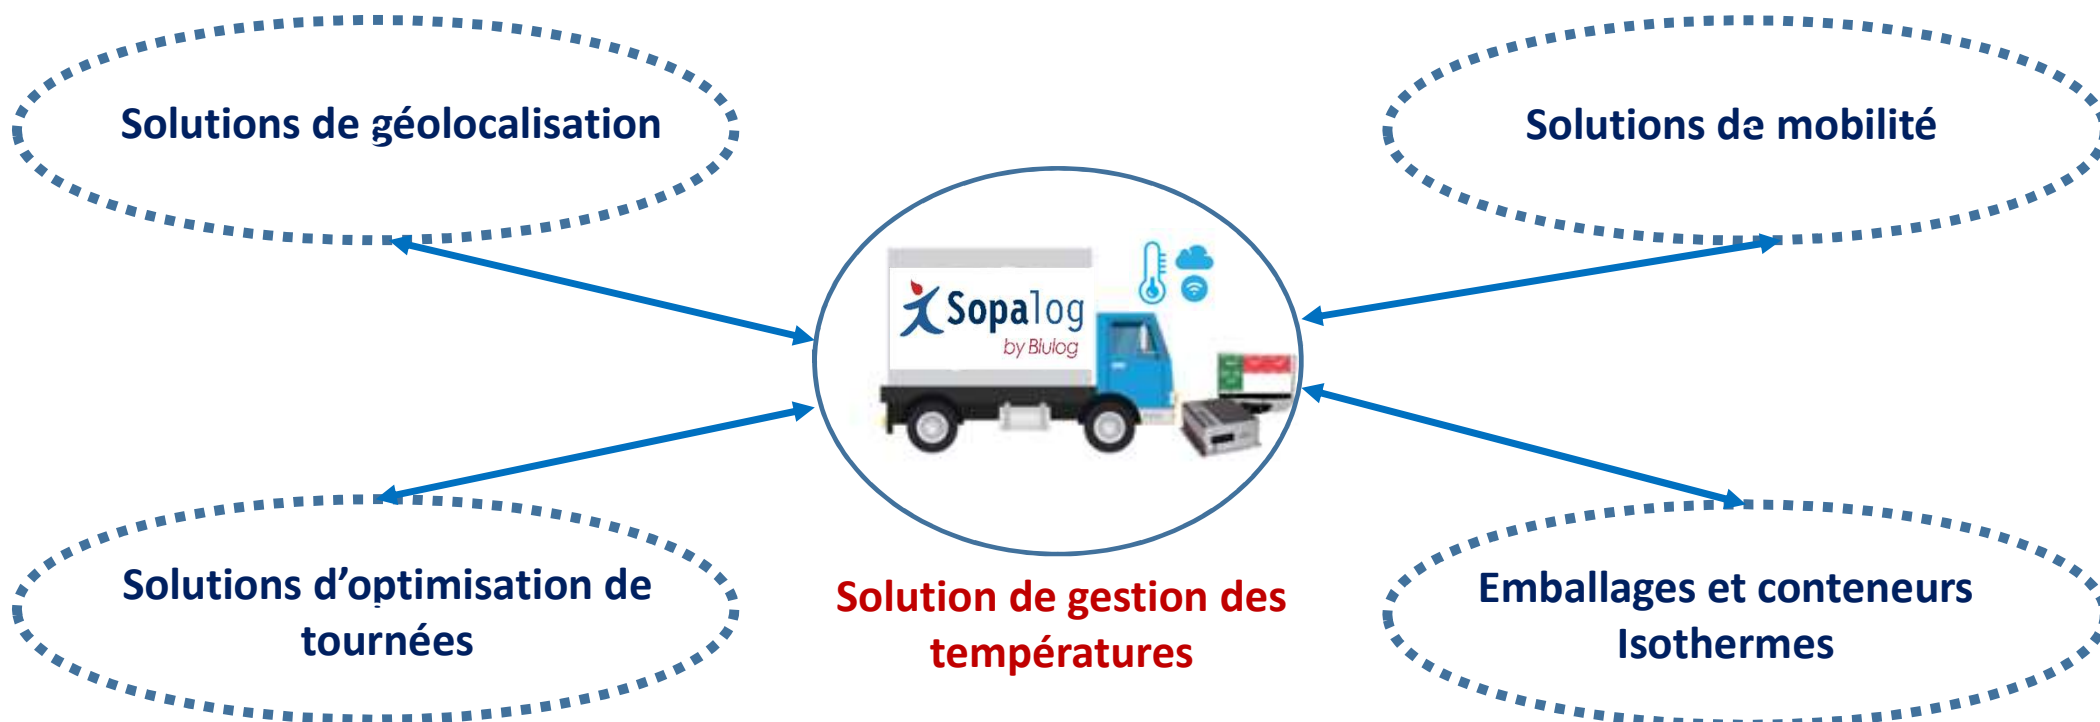 Solutions de géolocalisation
Solutions de mobilité
Sopalog
by Blulog
Solutions d’optimisation de
tournées
Solution de gestion des
températures
Emballages et conteneurs
Isothermes